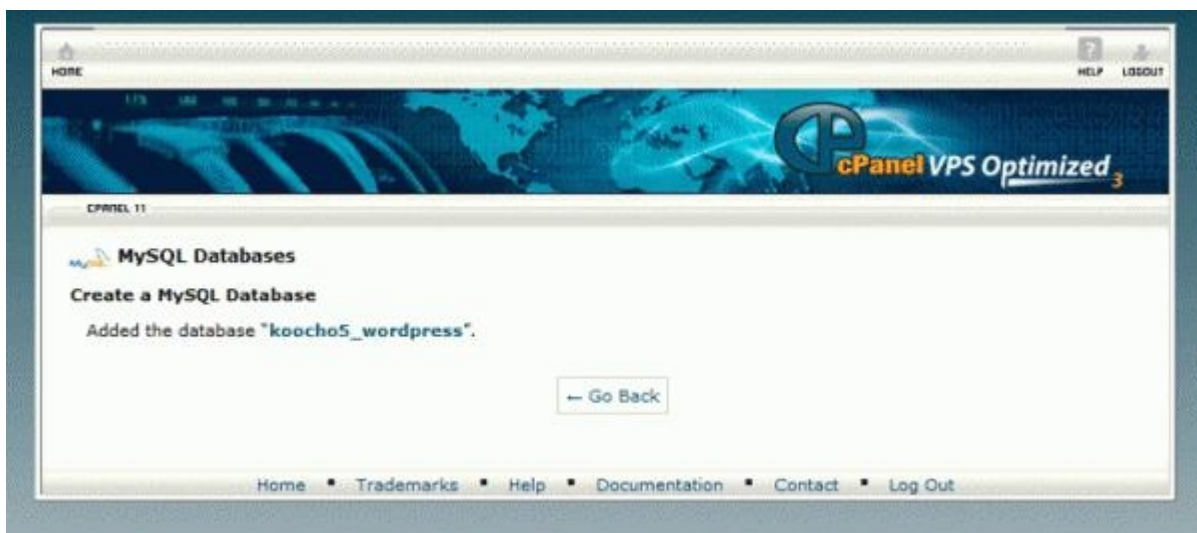 HOME
HELP LOGOUT
cPanel VPS Optimized 3
CPANEL 11
MySQL Databases
Create a MySQL Database
Added the database "koocho5_wordpress".
← Go Back
Home ▪ Trademarks ▪ Help ▪ Documentation ▪ Contact ▪ Log Out